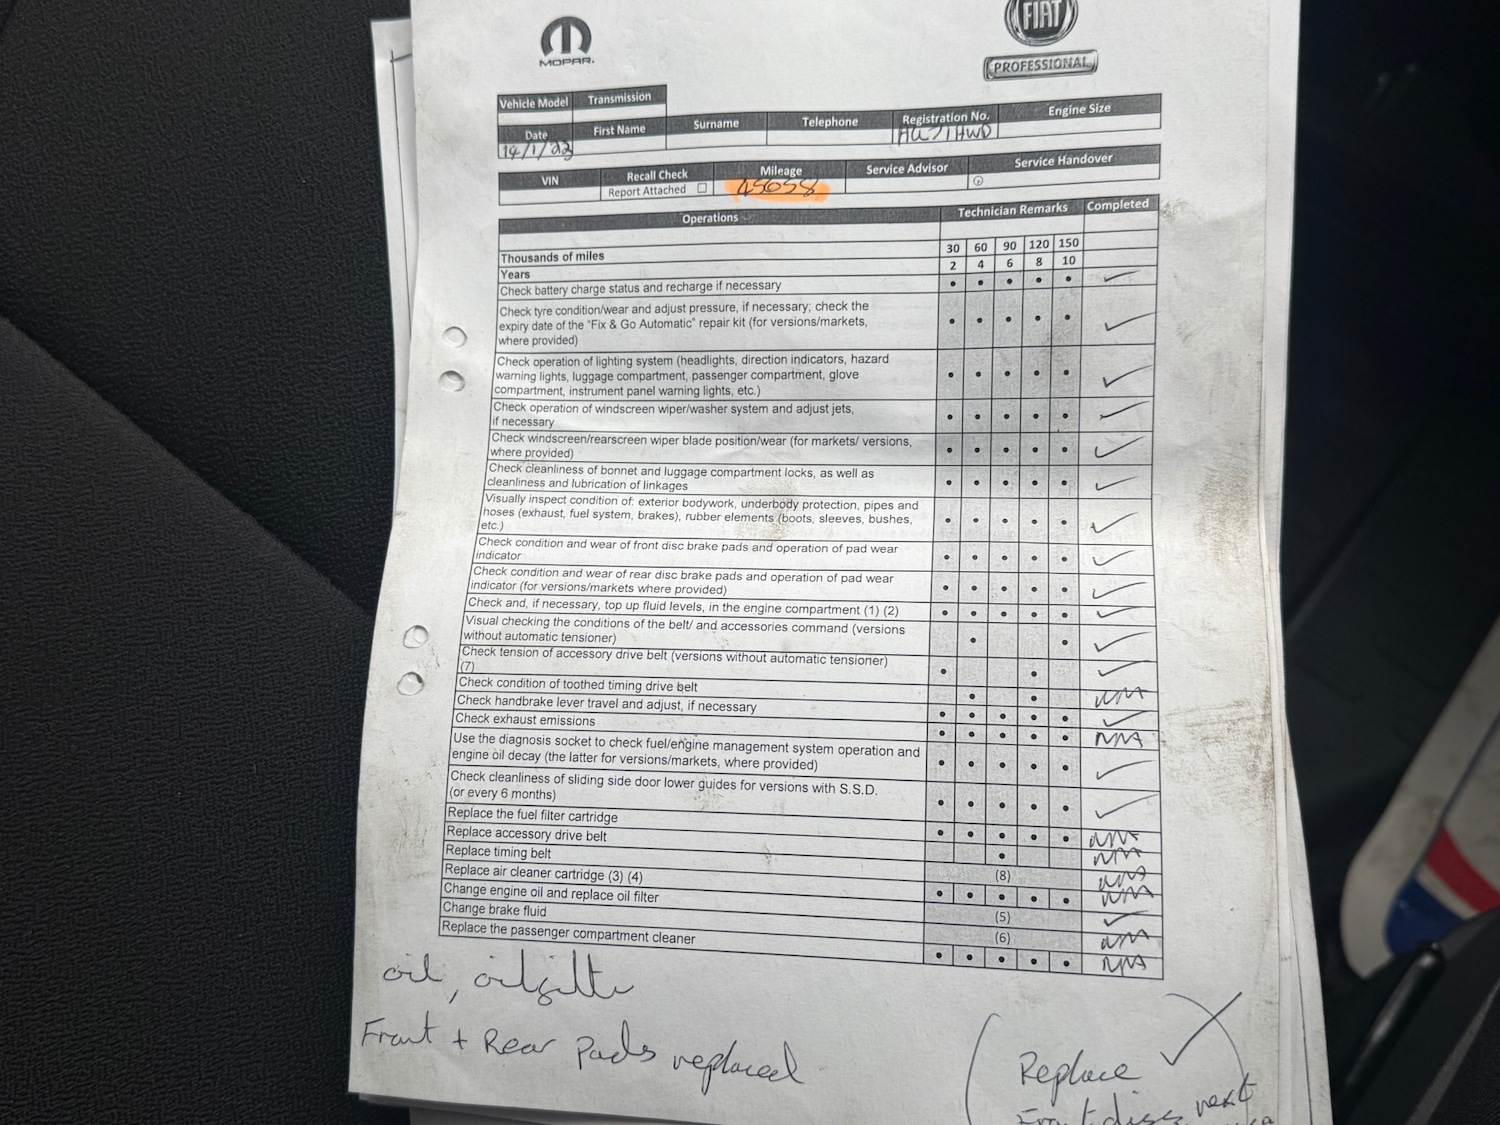 MOPAR.
FIAT
PROFESSIONAL
Vehicle Model Transmission
Date First Name Surname Telephone Registration No. Engine Size
14/1/23
VIN Recall Check Mileage Service Advisor Service Handover
Report Attached 45658
Operations Technician Remarks Completed
Thousands of miles 30 60 90 120 150
Years 2 4 6 8 10
Check battery charge status and recharge if necessary
Check tyre condition/wear and adjust pressure, if necessary; check the
expiry date of the "Fix & Go Automatic" repair kit (for versions/markets,
where provided)
Check operation of lighting system (headlights, direction indicators, hazard
warning lights, luggage compartment, passenger compartment, glove
compartment, instrument panel warning lights, etc.)
Check operation of windscreen wiper/washer system and adjust jets,
if necessary
Check windscreen/rearscreen wiper blade position/wear (for markets/ versions,
where provided)
Check cleanliness of bonnet and luggage compartment locks, as well as
cleanliness and lubrication of linkages
Visually inspect condition of: exterior bodywork, underbody protection, pipes and
hoses (exhaust, fuel system, brakes), rubber elements (boots, sleeves, bushes,
etc.)
Check condition and wear of front disc brake pads and operation of pad wear
indicator
Check condition and wear of rear disc brake pads and operation of pad wear
indicator (for versions/markets where provided)
Check and, if necessary, top up fluid levels, in the engine compartment (1) (2)
Visual checking the conditions of the belt/ and accessories command (versions
without automatic tensioner)
Check tension of accessory drive belt (versions without automatic tensioner)
(7)
Check condition of toothed timing drive belt N/A
Check handbrake lever travel and adjust, if necessary
Check exhaust emissions N/A
Use the diagnosis socket to check fuel/engine management system operation and
engine oil decay (the latter for versions/markets, where provided)
Check cleanliness of sliding side door lower guides for versions with S.S.D.
(or every 6 months)
Replace the fuel filter cartridge N/A
Replace accessory drive belt N/A
Replace timing belt (8) N/A
Replace air cleaner cartridge (3) (4) N/A
Change engine oil and replace oil filter (5)
Change brake fluid (6) N/A
Replace the passenger compartment cleaner N/A
oil, oilfilter
Front + Rear Pads replaced
Replace
Front discs next